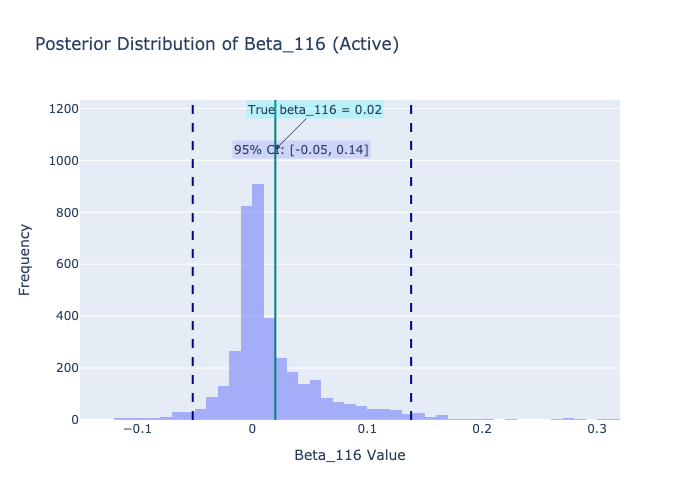 Posterior Distribution of Beta_116 (Active)
True beta_116 = 0.02
95% CI: [-0.05, 0.14]
1200
1000
800
600
400
200
0
Frequency
−0.1
0
0.1
0.2
0.3
Beta_116 Value